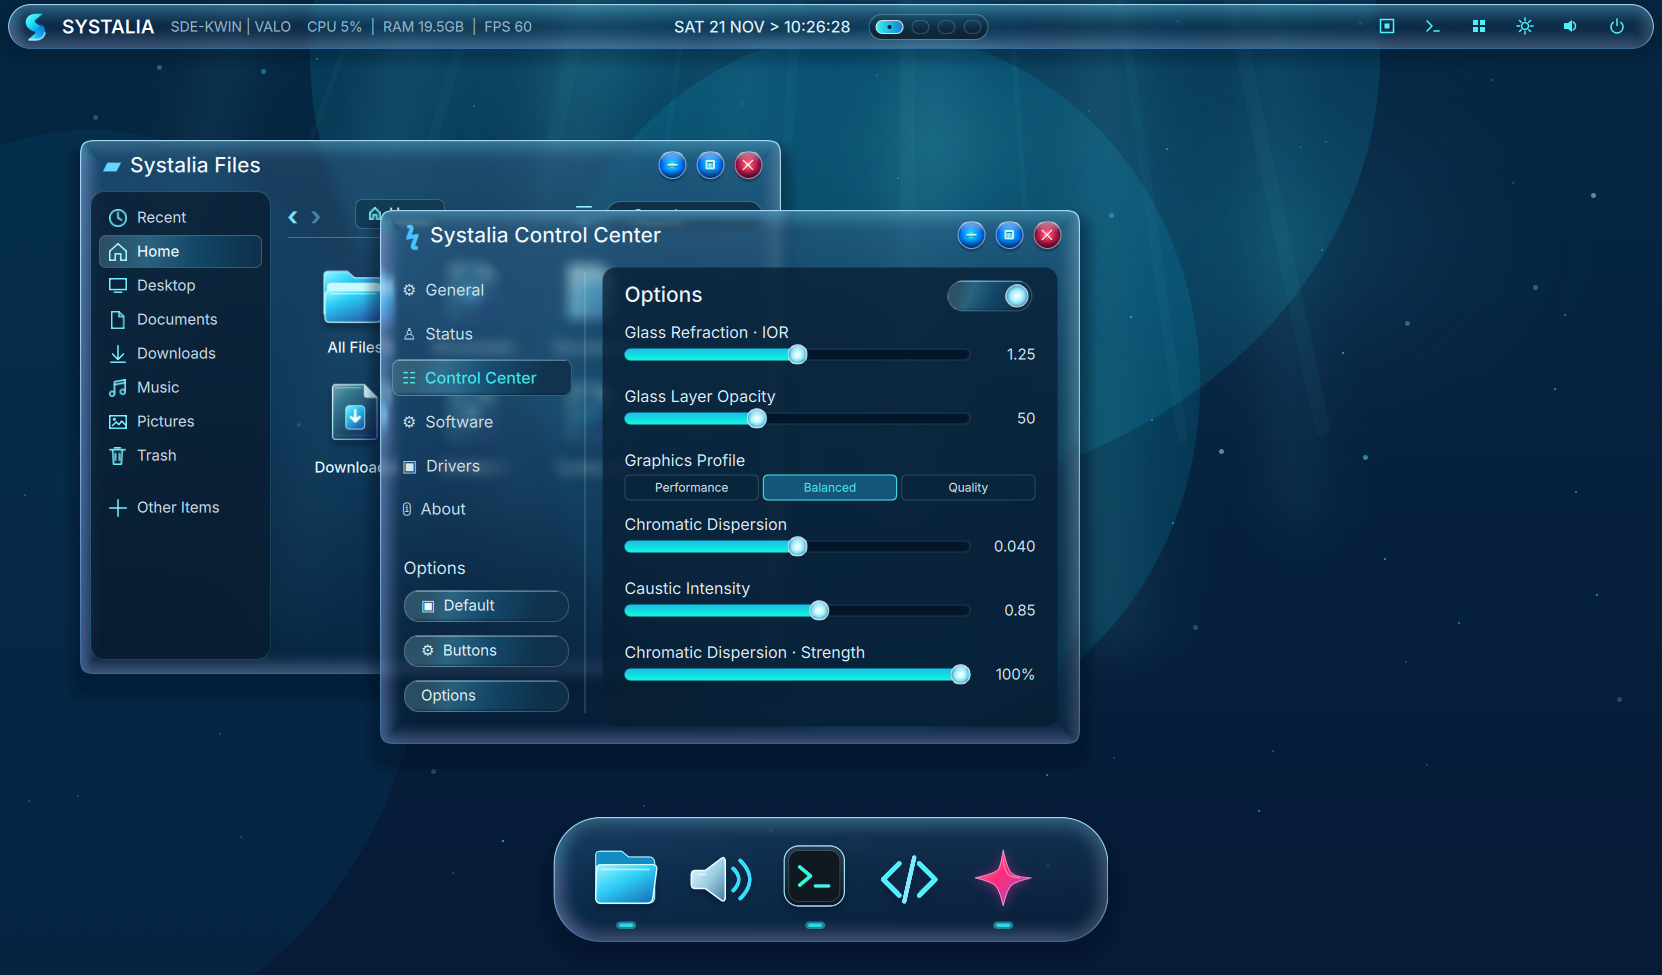 SYSTALIA SDE-KWIN | VALO CPU 5% | RAM 19.5GB | FPS 60 SAT 21 NOV > 10:26:28
Systalia Files
Recent
Home
Desktop
Documents
Downloads
Music
Pictures
Trash
Other Items
All Files
Systalia Control Center
General
Status
Control Center
Software
Drivers
About
Options
Default
Buttons
Options
Options
Glass Refraction · IOR
1.25
Glass Layer Opacity
50
Graphics Profile
Performance Balanced Quality
Chromatic Dispersion
0.040
Caustic Intensity
0.85
Chromatic Dispersion · Strength
100%